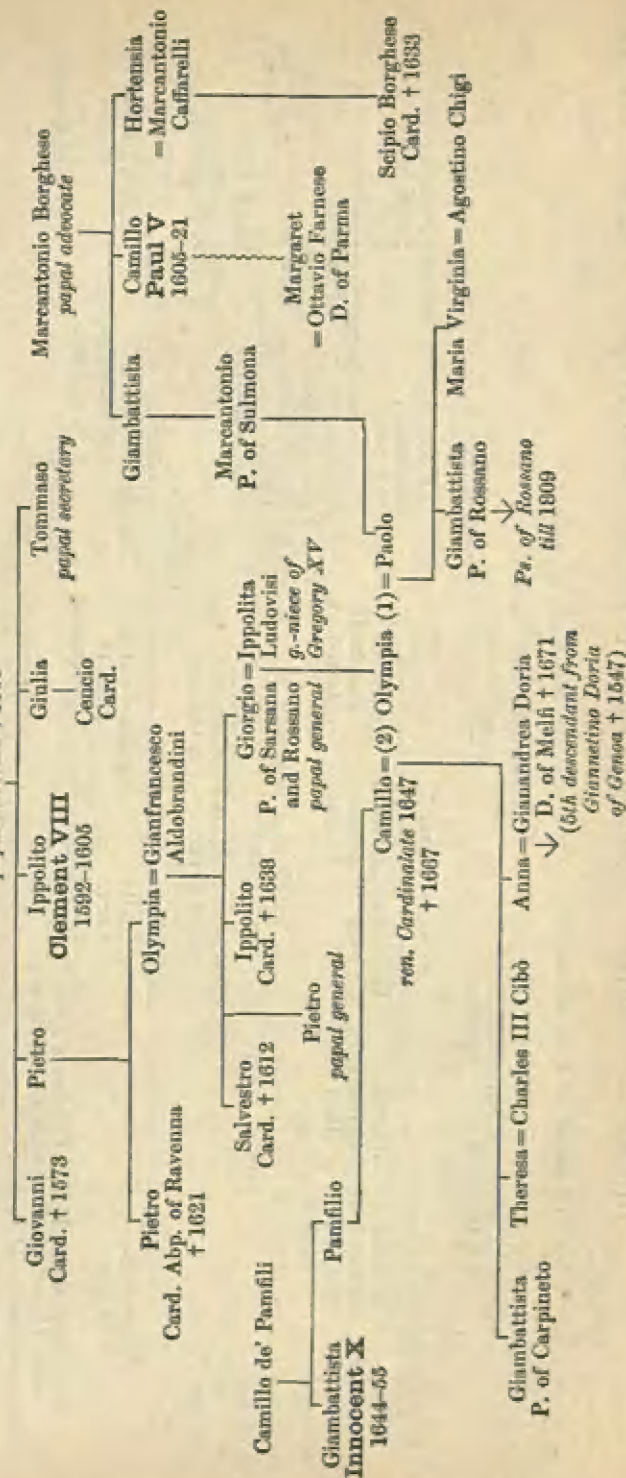 Marcantonio Borghese
papal advocate
Giovanni
Card. † 1573
Pietro
Ippolito
Clement VIII
1592–1605
Giulia
Tommaso
papal secretary
Cencio
Card.
Giambattista
Camillo
Paul V
1605–21
Hortensia
= Marcantonio
Caffarelli
Pietro
Card. Abp. of Ravenna
† 1621
Olympia = Gianfrancesco
Aldobrandini
Marcantonio
P. of Sulmona
Margaret
= Ottavio Farnese
D. of Parma
Scipio Borghese
Card. † 1633
Salvestro
Card. † 1612
Ippolito
Card. † 1638
Giorgio = Ippolita
P. of Sarsana
and Rossano
papal general
Ludovisi
g.-niece of
Gregory XV
Pietro
papal general
Camillo de' Pamfili
Giambattista
Innocent X
1644–55
Pamfilio
Camillo = (2) Olympia (1) = Paolo
ren. Cardinalate 1647
† 1667
Giambattista
P. of Rossano
Ps. of Rossano
till 1809
Maria Virginia = Agostino Chigi
Giambattista
P. of Carpineto
Theresa = Charles III Cibò
Anna = Gianandrea Doria
D. of Melfi † 1671
(5th descendant from
Giannetino Doria
of Genoa † 1547)